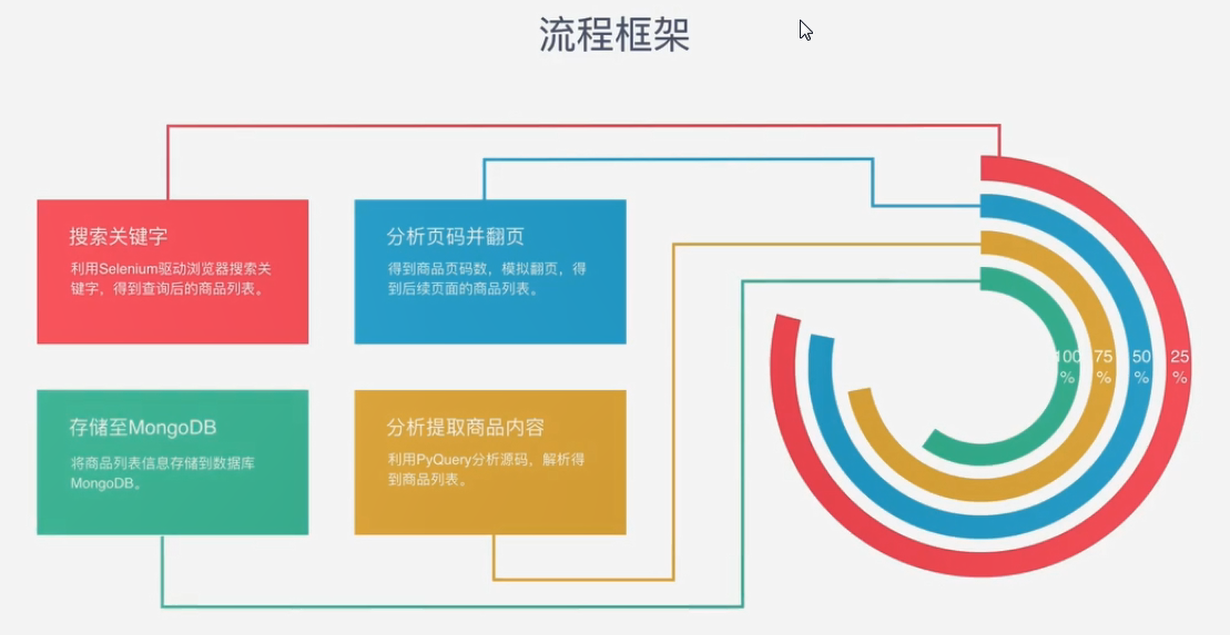 流程框架
搜索关键字
利用Selenium驱动浏览器搜索关
键字，得到查询后的商品列表。
分析页码并翻页
得到商品页码数，模拟翻页，得
到后续页面的商品列表。
存储至MongoDB
将商品列表信息存储到数据库
MongoDB。
分析提取商品内容
利用PyQuery分析源码，解析得
到商品列表。
100
%
75
%
50
%
25
%